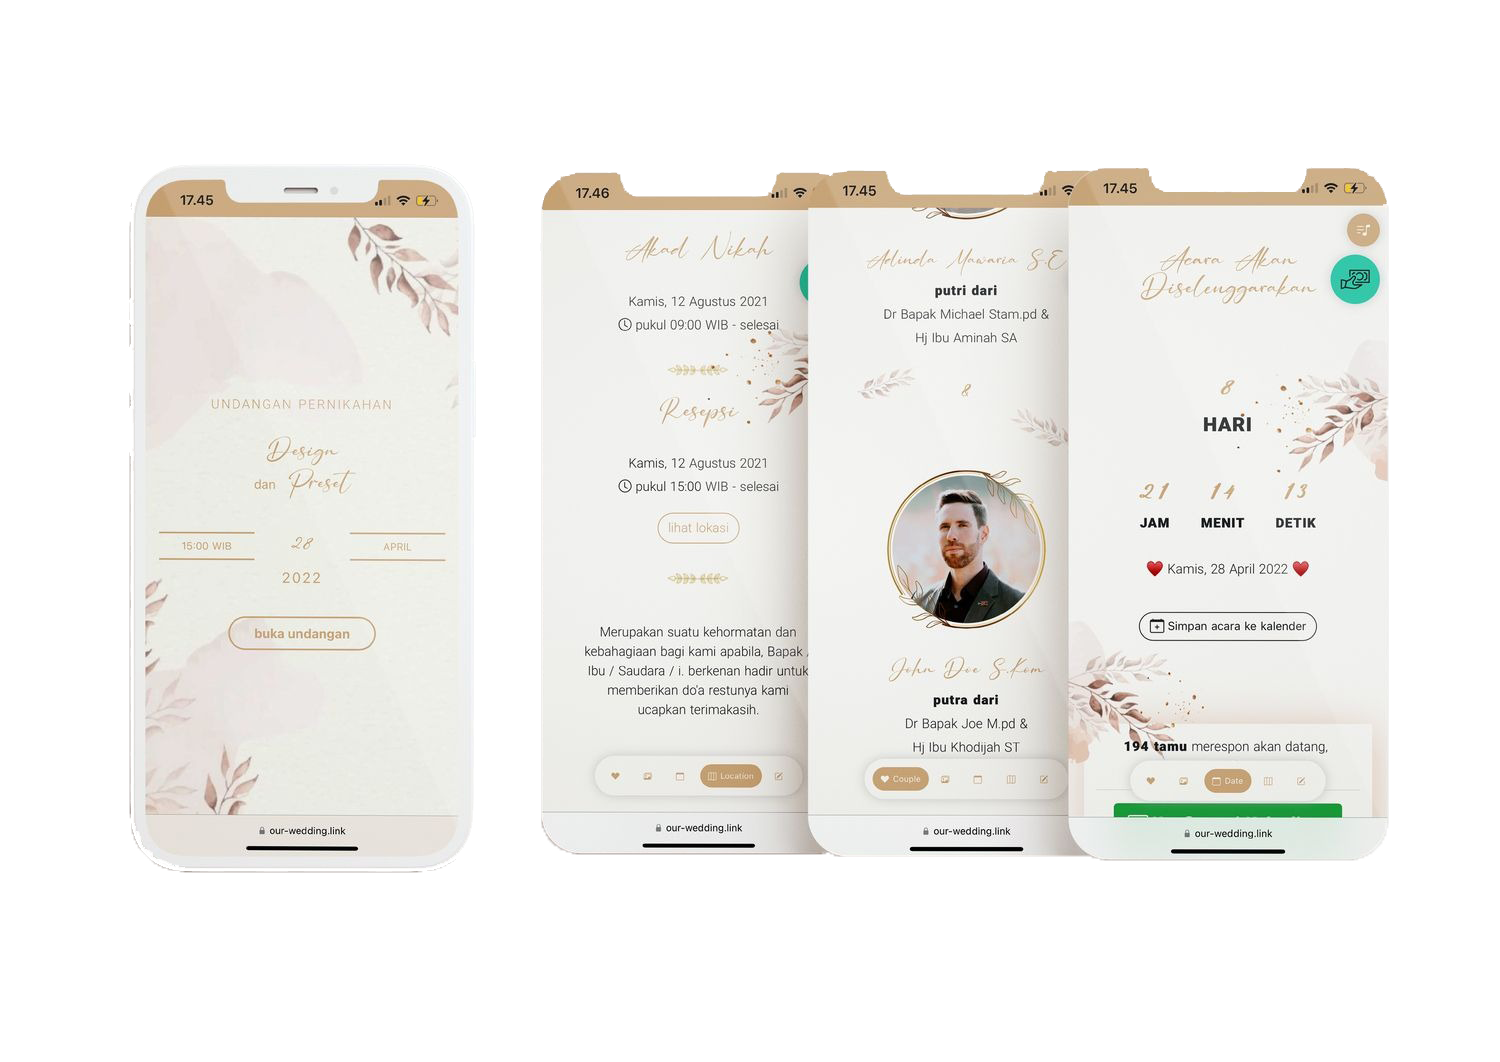 17.45
UNDANGAN PERNIKAHAN
Design
dan Preset
15:00 WIB
28
APRIL
2022
buka undangan
our-wedding.link
17.46
Akad Nikah
Kamis, 12 Agustus 2021
pukul 09:00 WIB - selesai
Resepsi
Kamis, 12 Agustus 2021
pukul 15:00 WIB - selesai
lihat lokasi
Merupakan suatu kehormatan dan
kebahagiaan bagi kami apabila, Bapak /
Ibu / Saudara / i. berkenan hadir untuk
memberikan do'a restunya kami
ucapkan terimakasih.
Location
our-wedding.link
17.45
Adinda Mawaria S.E
putri dari
Dr Bapak Michael Stam.pd &
Hj Ibu Aminah SA
&
John Doe S.Kom
putra dari
Dr Bapak Joe M.pd &
Hj Ibu Khodijah ST
Couple
our-wedding.link
17.45
Acara Akan
Diselenggarakan
8
HARI
21 14 13
JAM MENIT DETIK
Kamis, 28 April 2022
Simpan acara ke kalender
194 tamu merespon akan datang,
Date
our-wedding.link